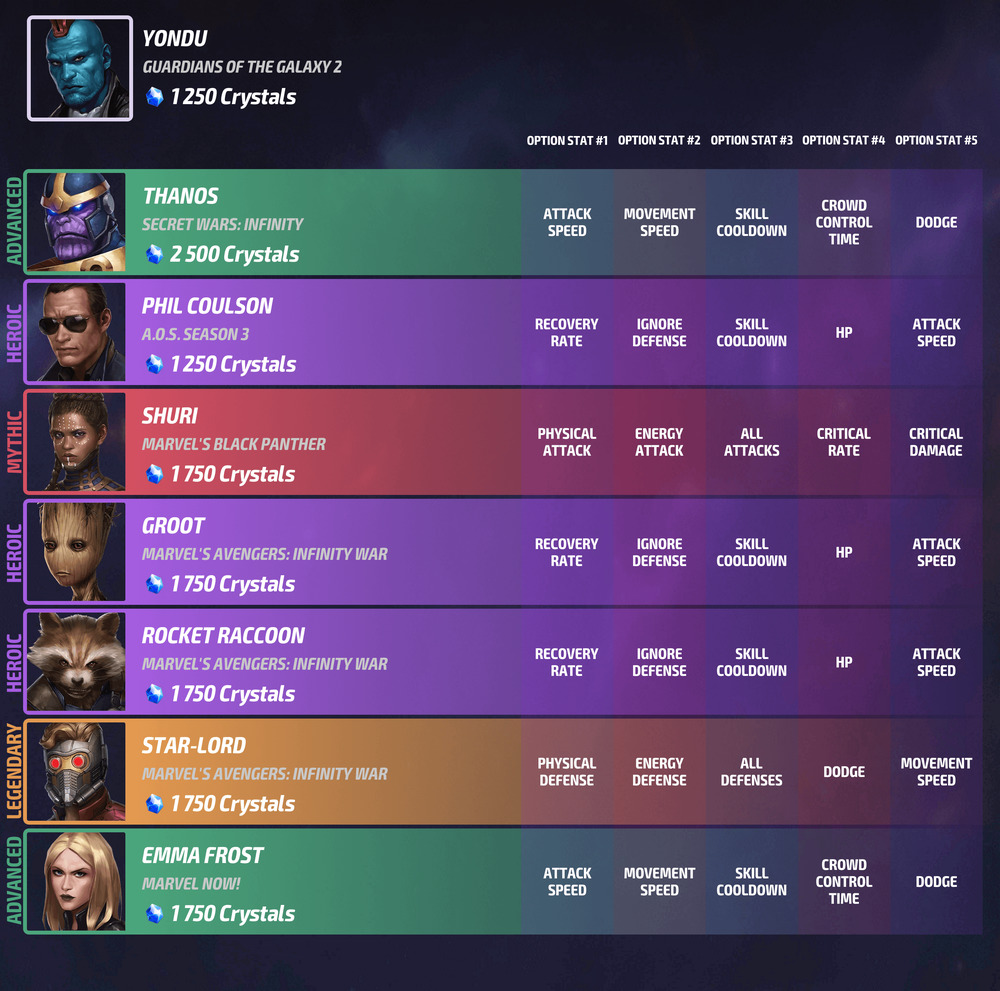 YONDU
GUARDIANS OF THE GALAXY 2
1 250 Crystals
OPTION STAT #1 OPTION STAT #2 OPTION STAT #3 OPTION STAT #4 OPTION STAT #5
ADVANCED
THANOS
SECRET WARS: INFINITY
2 500 Crystals
ATTACK
SPEED
MOVEMENT
SPEED
SKILL
COOLDOWN
CROWD
CONTROL
TIME
DODGE
HEROIC
PHIL COULSON
A.O.S. SEASON 3
1 250 Crystals
RECOVERY
RATE
IGNORE
DEFENSE
SKILL
COOLDOWN
HP
ATTACK
SPEED
MYTHIC
SHURI
MARVEL'S BLACK PANTHER
1 750 Crystals
PHYSICAL
ATTACK
ENERGY
ATTACK
ALL
ATTACKS
CRITICAL
RATE
CRITICAL
DAMAGE
HEROIC
GROOT
MARVEL'S AVENGERS: INFINITY WAR
1 750 Crystals
RECOVERY
RATE
IGNORE
DEFENSE
SKILL
COOLDOWN
HP
ATTACK
SPEED
HEROIC
ROCKET RACCOON
MARVEL'S AVENGERS: INFINITY WAR
1 750 Crystals
RECOVERY
RATE
IGNORE
DEFENSE
SKILL
COOLDOWN
HP
ATTACK
SPEED
LEGENDARY
STAR-LORD
MARVEL'S AVENGERS: INFINITY WAR
1 750 Crystals
PHYSICAL
DEFENSE
ENERGY
DEFENSE
ALL
DEFENSES
DODGE
MOVEMENT
SPEED
ADVANCED
EMMA FROST
MARVEL NOW!
1 750 Crystals
ATTACK
SPEED
MOVEMENT
SPEED
SKILL
COOLDOWN
CROWD
CONTROL
TIME
DODGE